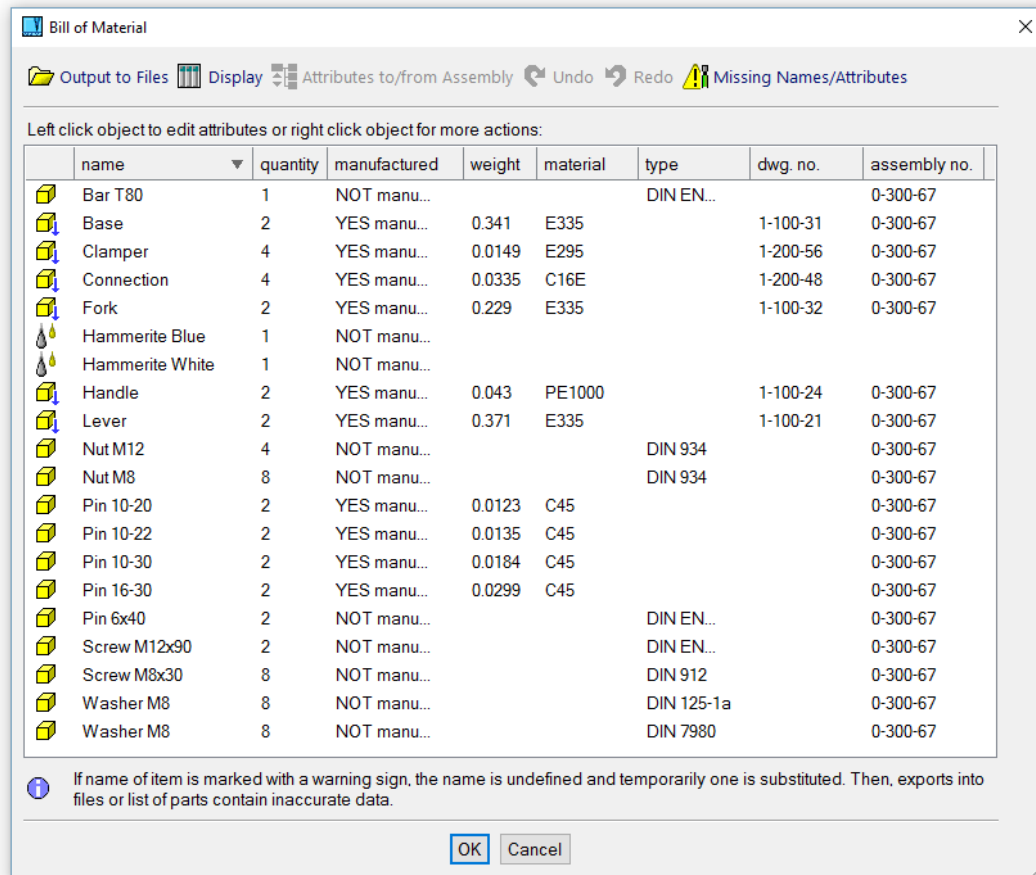 Bill of Material
Output to Files Display Attributes to/from Assembly Undo Redo Missing Names/Attributes
Left click object to edit attributes or right click object for more actions:
name quantity manufactured weight material type dwg. no. assembly no.
Bar T80 1 NOT manu... DIN EN... 0-300-67
Base 2 YES manu... 0.341 E335 1-100-31 0-300-67
Clamper 4 YES manu... 0.0149 E295 1-200-56 0-300-67
Connection 4 YES manu... 0.0335 C16E 1-200-48 0-300-67
Fork 2 YES manu... 0.229 E335 1-100-32 0-300-67
Hammerite Blue 1 NOT manu...
Hammerite White 1 NOT manu...
Handle 2 YES manu... 0.043 PE1000 1-100-24 0-300-67
Lever 2 YES manu... 0.371 E335 1-100-21 0-300-67
Nut M12 4 NOT manu... DIN 934 0-300-67
Nut M8 8 NOT manu... DIN 934 0-300-67
Pin 10-20 2 YES manu... 0.0123 C45 0-300-67
Pin 10-22 2 YES manu... 0.0135 C45 0-300-67
Pin 10-30 2 YES manu... 0.0184 C45 0-300-67
Pin 16-30 2 YES manu... 0.0299 C45 0-300-67
Pin 6x40 2 NOT manu... DIN EN... 0-300-67
Screw M12x90 2 NOT manu... DIN EN... 0-300-67
Screw M8x30 8 NOT manu... DIN 912 0-300-67
Washer M8 8 NOT manu... DIN 125-1a 0-300-67
Washer M8 8 NOT manu... DIN 7980 0-300-67
If name of item is marked with a warning sign, the name is undefined and temporarily one is substituted. Then, exports into
files or list of parts contain inaccurate data.
OK Cancel